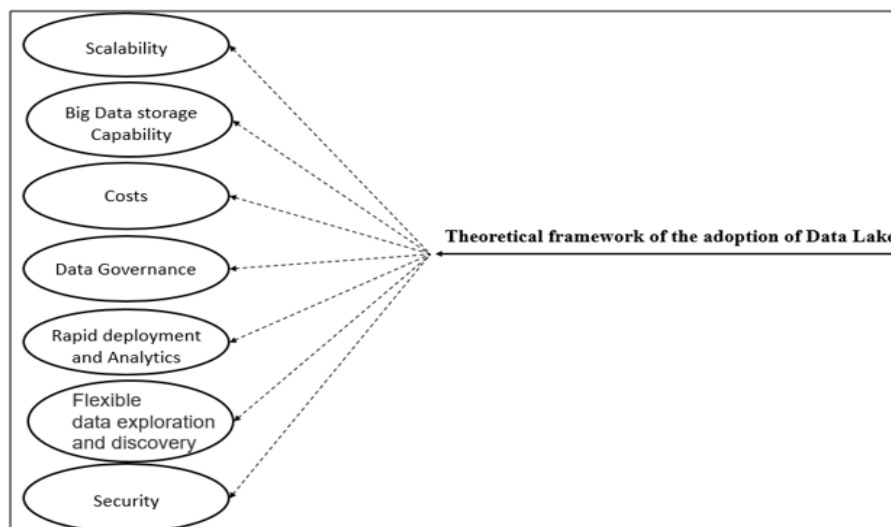 Scalability
Big Data storage
Capability
Costs
Theoretical framework of the adoption of Data Lake
Data Governance
Rapid deployment
and Analytics
Flexible
data exploration
and discovery
Security